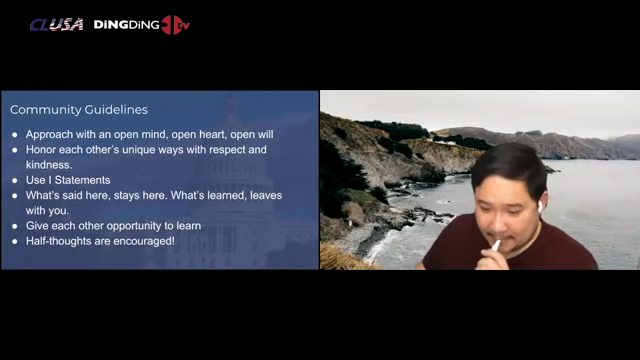 CLUSA DiNGDiNG TV
Community Guidelines
● Approach with an open mind, open heart, open will
● Honor each other's unique ways with respect and
kindness.
● Use I Statements
● What's said here, stays here. What's learned, leaves
with you.
● Give each other opportunity to learn
● Half-thoughts are encouraged!